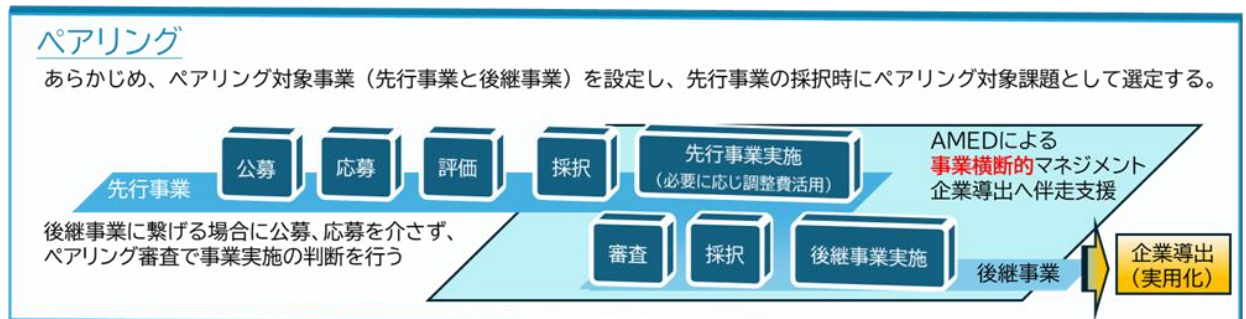 ペアリング
あらかじめ、ペアリング対象事業（先行事業と後継事業）を設定し、先行事業の採択時にペアリング対象課題として選定する。
先行事業
公募
応募
評価
採択
先行事業実施
（必要に応じ調整費活用）
AMEDによる
事業横断的マネジメント
企業導出へ伴走支援
後継事業に繋げる場合に公募、応募を介さず、
ペアリング審査で事業実施の判断を行う
審査
採択
後継事業実施
後継事業
企業導出
（実用化）